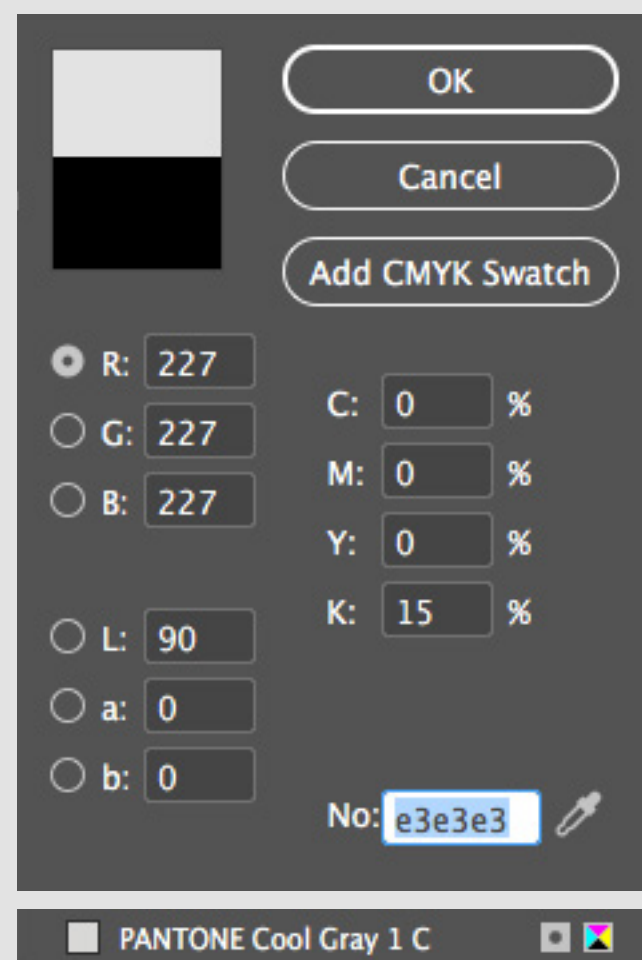 OK
Cancel
Add CMYK Swatch
R: 227
G: 227
B: 227
C: 0 %
M: 0 %
Y: 0 %
K: 15 %
L: 90
a: 0
b: 0
No: e3e3e3
PANTONE Cool Gray 1 C